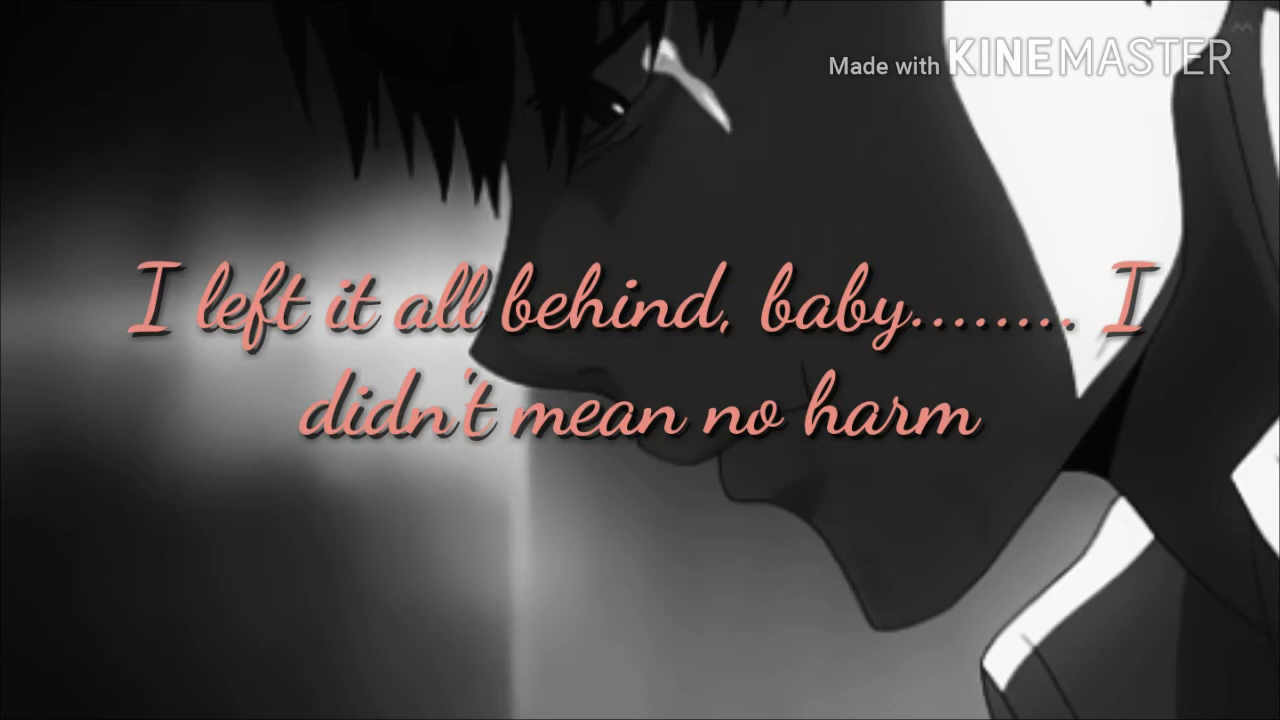 Made with KINEMASTER
I left it all behind, baby........ I
didn't mean no harm